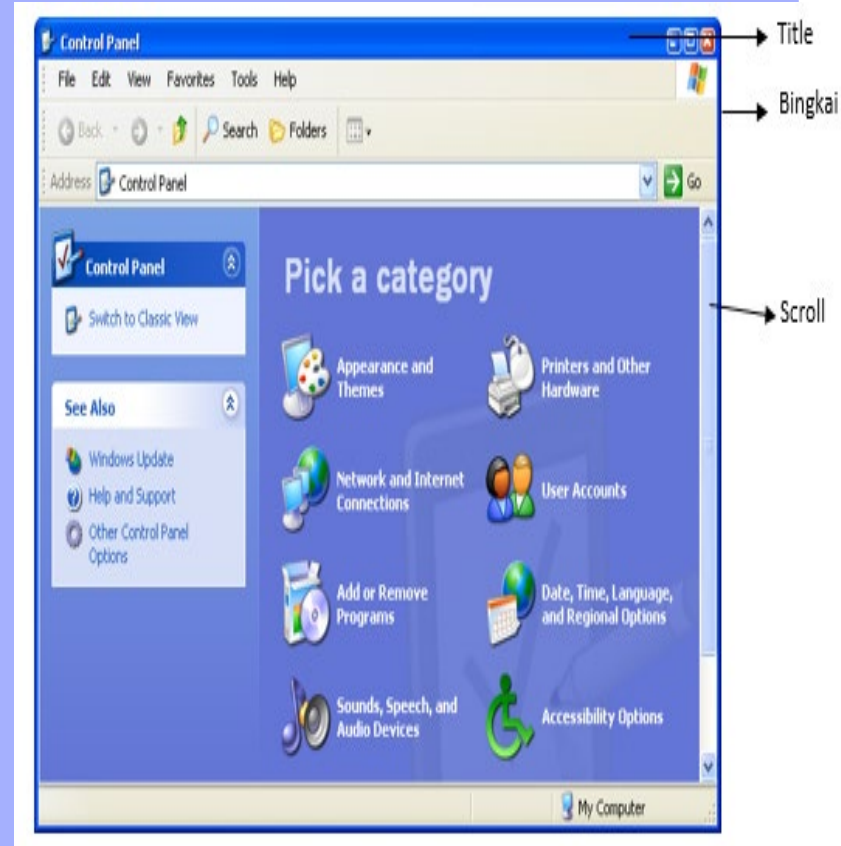 Control Panel
Title
File Edit View Favorites Tools Help
Bingkai
Back Search Folders
Address Control Panel Go
Control Panel
Switch to Classic View
See Also
Windows Update
Help and Support
Other Control Panel
Options
Pick a category
Scroll
Appearance and
Themes
Printers and Other
Hardware
Network and Internet
Connections
User Accounts
Add or Remove
Programs
Date, Time, Language,
and Regional Options
Sounds, Speech, and
Audio Devices
Accessibility Options
My Computer